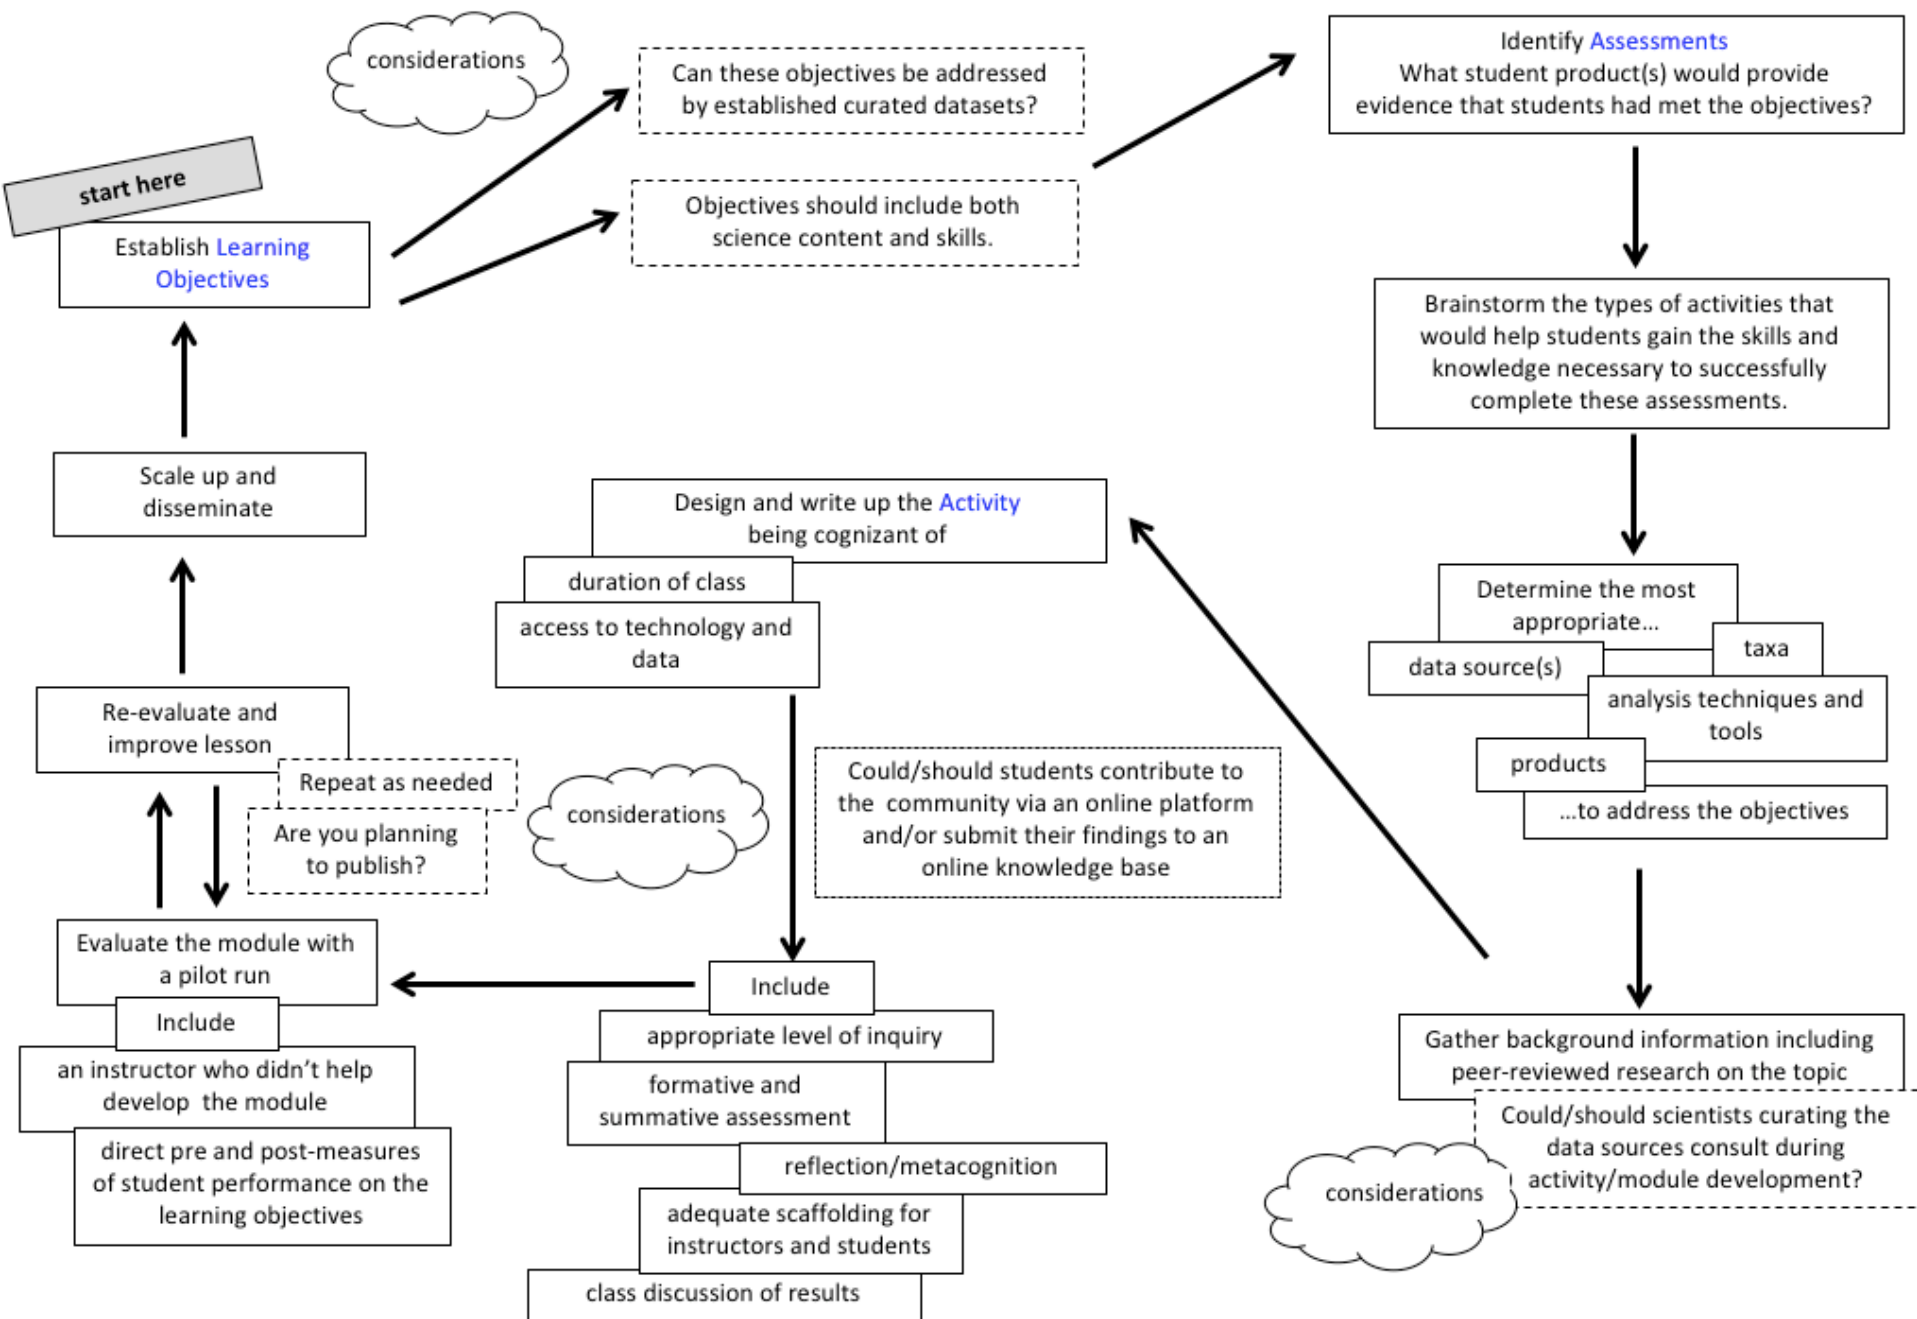 start here
Establish Learning
Objectives
considerations
Can these objectives be addressed
by established curated datasets?
Objectives should include both
science content and skills.
Identify Assessments
What student product(s) would provide
evidence that students had met the objectives?
Brainstorm the types of activities that
would help students gain the skills and
knowledge necessary to successfully
complete these assessments.
Determine the most
appropriate...
data source(s)
taxa
analysis techniques and
tools
products
...to address the objectives
Gather background information including
peer-reviewed research on the topic
Could/should scientists curating the
data sources consult during
activity/module development?
considerations
Design and write up the Activity
being cognizant of
duration of class
access to technology and
data
considerations
Could/should students contribute to
the  community via an online platform
and/or submit their findings to an
online knowledge base
Include
appropriate level of inquiry
formative and
summative assessment
reflection/metacognition
adequate scaffolding for
instructors and students
class discussion of results
Evaluate the module with
a pilot run
Include
an instructor who didn't help
develop  the module
direct pre and post-measures
of student performance on the
learning objectives
Re-evaluate and
improve lesson
Repeat as needed
Are you planning
to publish?
Scale up and
disseminate